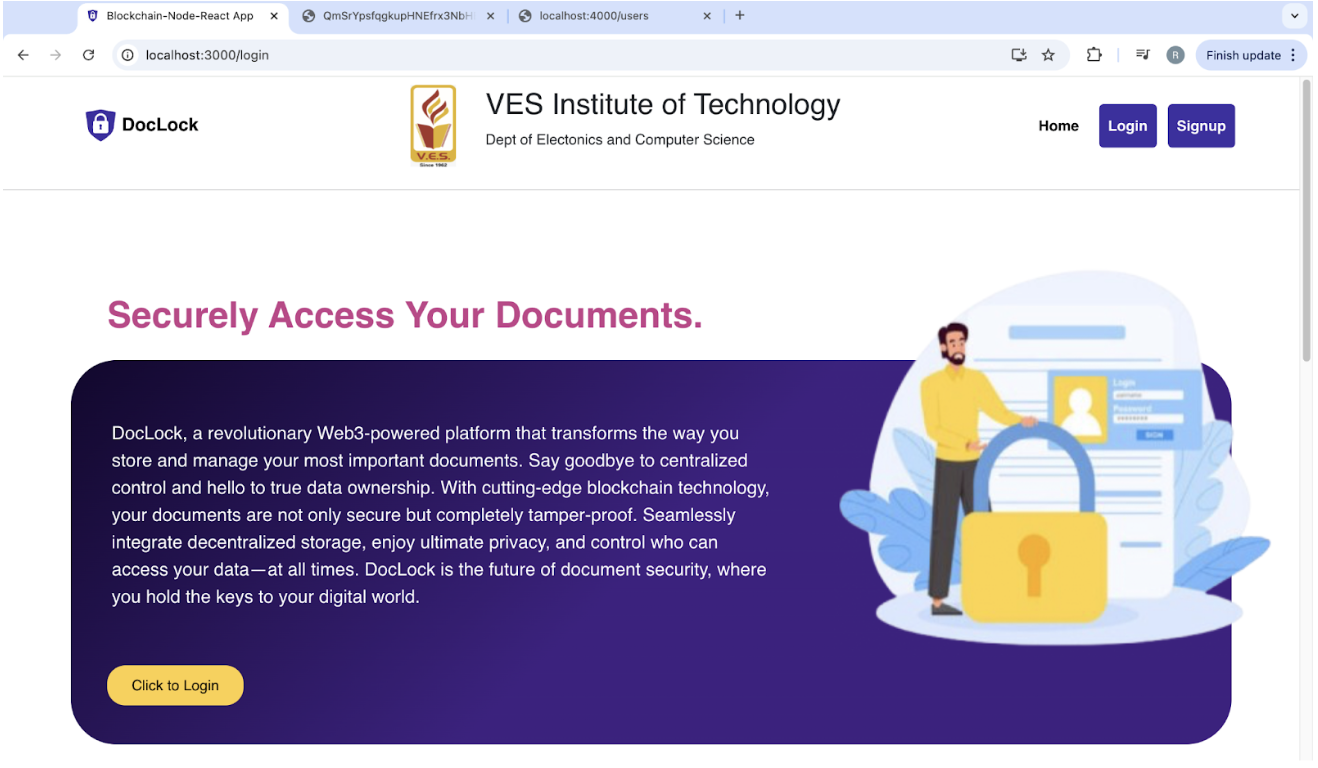 Blockchain-Node-React App
QmSrYpsfqgkupHNEfrx3NbH
localhost:4000/users
localhost:3000/login
R
Finish update
DocLock
V.E.S.
Since 1962
VES Institute of Technology
Dept of Electonics and Computer Science
Home
Login
Signup
Securely Access Your Documents.
DocLock, a revolutionary Web3-powered platform that transforms the way you
store and manage your most important documents. Say goodbye to centralized
control and hello to true data ownership. With cutting-edge blockchain technology,
your documents are not only secure but completely tamper-proof. Seamlessly
integrate decentralized storage, enjoy ultimate privacy, and control who can
access your data—at all times. DocLock is the future of document security, where
you hold the keys to your digital world.
Click to Login
Login
username
Password
SIGN